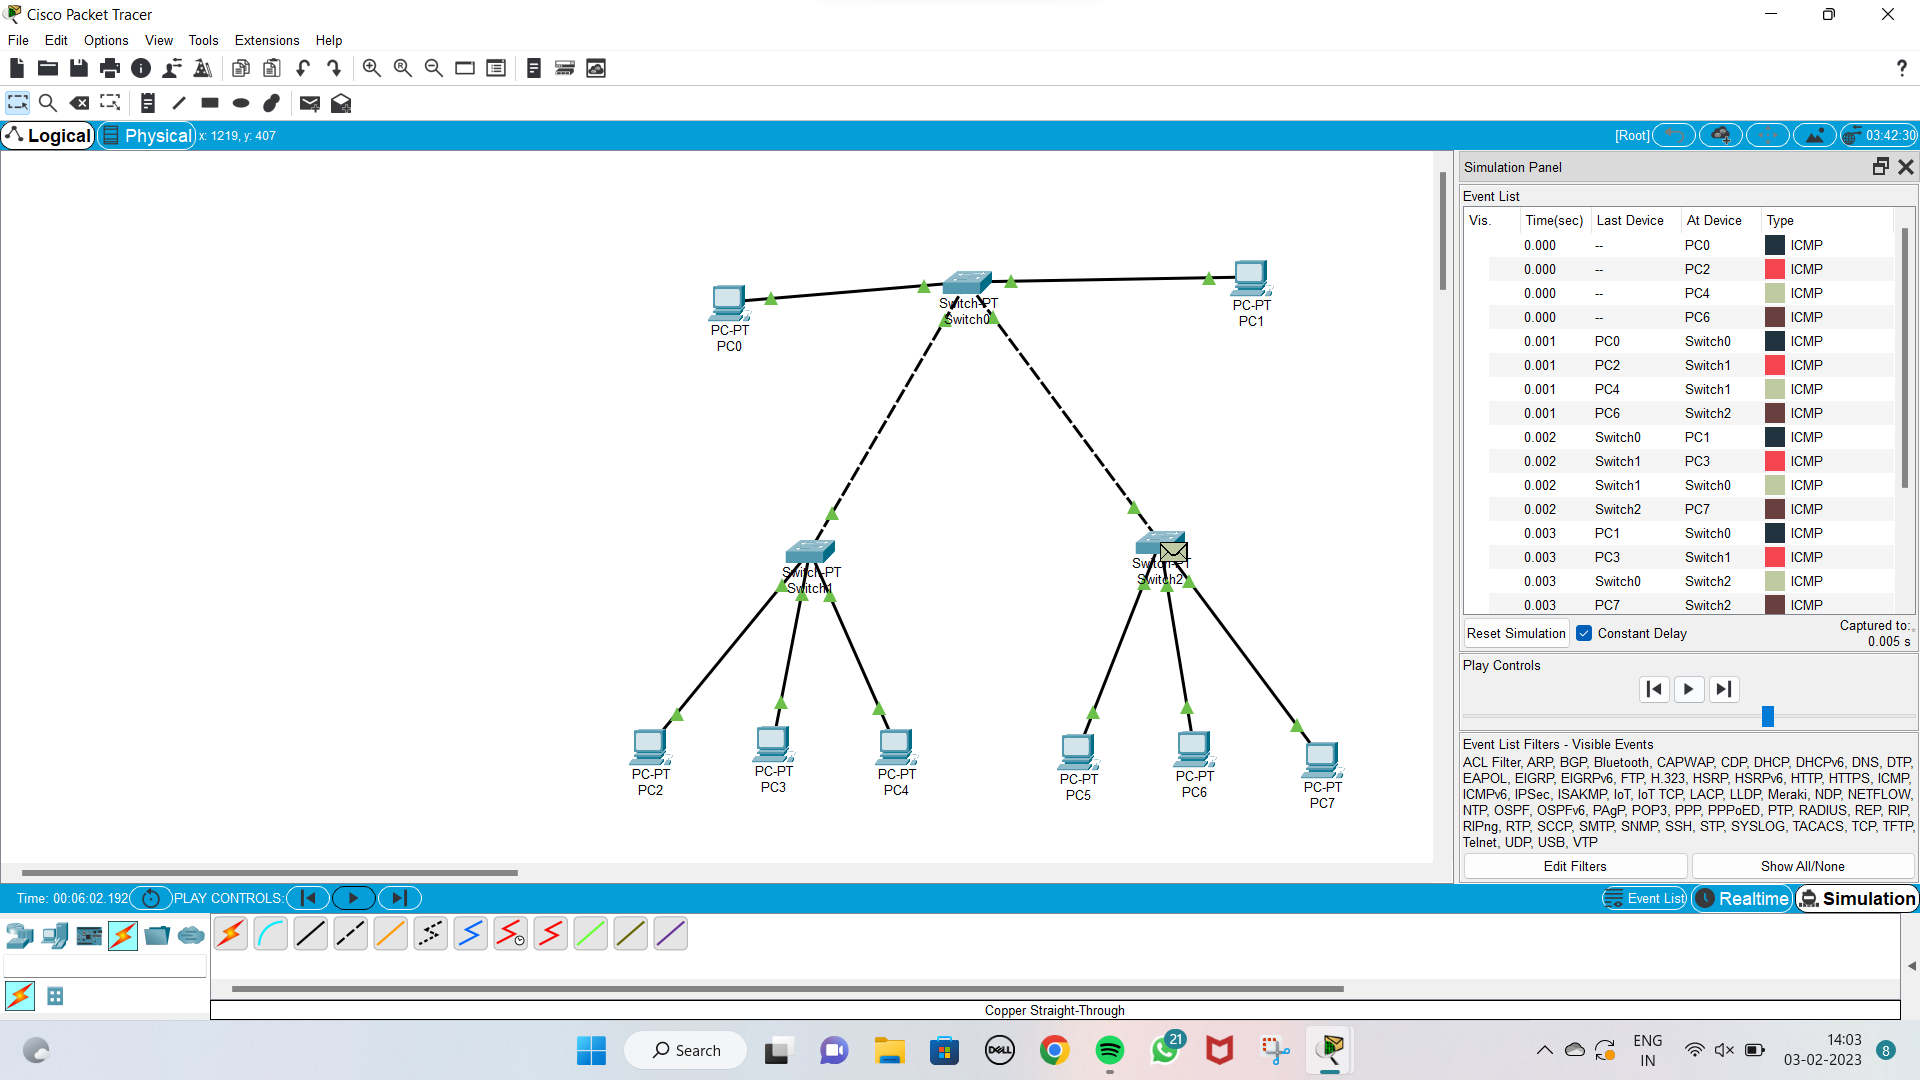 Cisco Packet Tracer
File Edit Options View Tools Extensions Help
?
Logical Physical x: 1219, y: 407 [Root] 03:42:30
Simulation Panel
Event List
Vis. Time(sec) Last Device At Device Type
0.000 -- PC0 ICMP
0.000 -- PC2 ICMP
0.000 -- PC4 ICMP
0.000 -- PC6 ICMP
0.001 PC0 Switch0 ICMP
0.001 PC2 Switch1 ICMP
0.001 PC4 Switch1 ICMP
0.001 PC6 Switch2 ICMP
0.002 Switch0 PC1 ICMP
0.002 Switch1 PC3 ICMP
0.002 Switch1 Switch0 ICMP
0.002 Switch2 PC7 ICMP
0.003 PC1 Switch0 ICMP
0.003 PC3 Switch1 ICMP
0.003 Switch0 Switch2 ICMP
0.003 PC7 Switch2 ICMP
Reset Simulation Constant Delay Captured to:
0.005 s
Play Controls
Event List Filters - Visible Events
ACL Filter, ARP, BGP, Bluetooth, CAPWAP, CDP, DHCP, DHCPv6, DNS, DTP,
EAPOL, EIGRP, EIGRPv6, FTP, H.323, HSRP, HSRPv6, HTTP, HTTPS, ICMP,
ICMPv6, IPSec, ISAKMP, IoT, IoT TCP, LACP, LLDP, Meraki, NDP, NETFLOW,
NTP, OSPF, OSPFv6, PAgP, POP3, PPP, PPPoED, PTP, RADIUS, REP, RIP,
RIPng, RTP, SCCP, SMTP, SNMP, SSH, STP, SYSLOG, TACACS, TCP, TFTP,
Telnet, UDP, USB, VTP
Edit Filters Show All/None
PC-PT
PC0
Switch-PT
Switch0
PC-PT
PC1
Switch-PT
Switch1
Switch-PT
Switch2
PC-PT
PC2
PC-PT
PC3
PC-PT
PC4
PC-PT
PC5
PC-PT
PC6
PC-PT
PC7
Time: 00:06:02.192 PLAY CONTROLS: Event List Realtime Simulation
Copper Straight-Through
Search
DELL
21
ENG
IN
14:03
03-02-2023
8